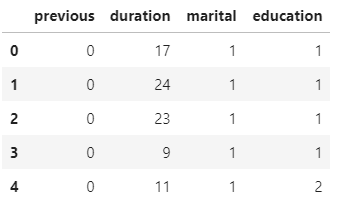 previous duration marital education
0 0 17 1 1
1 0 24 1 1
2 0 23 1 1
3 0 9 1 1
4 0 11 1 2